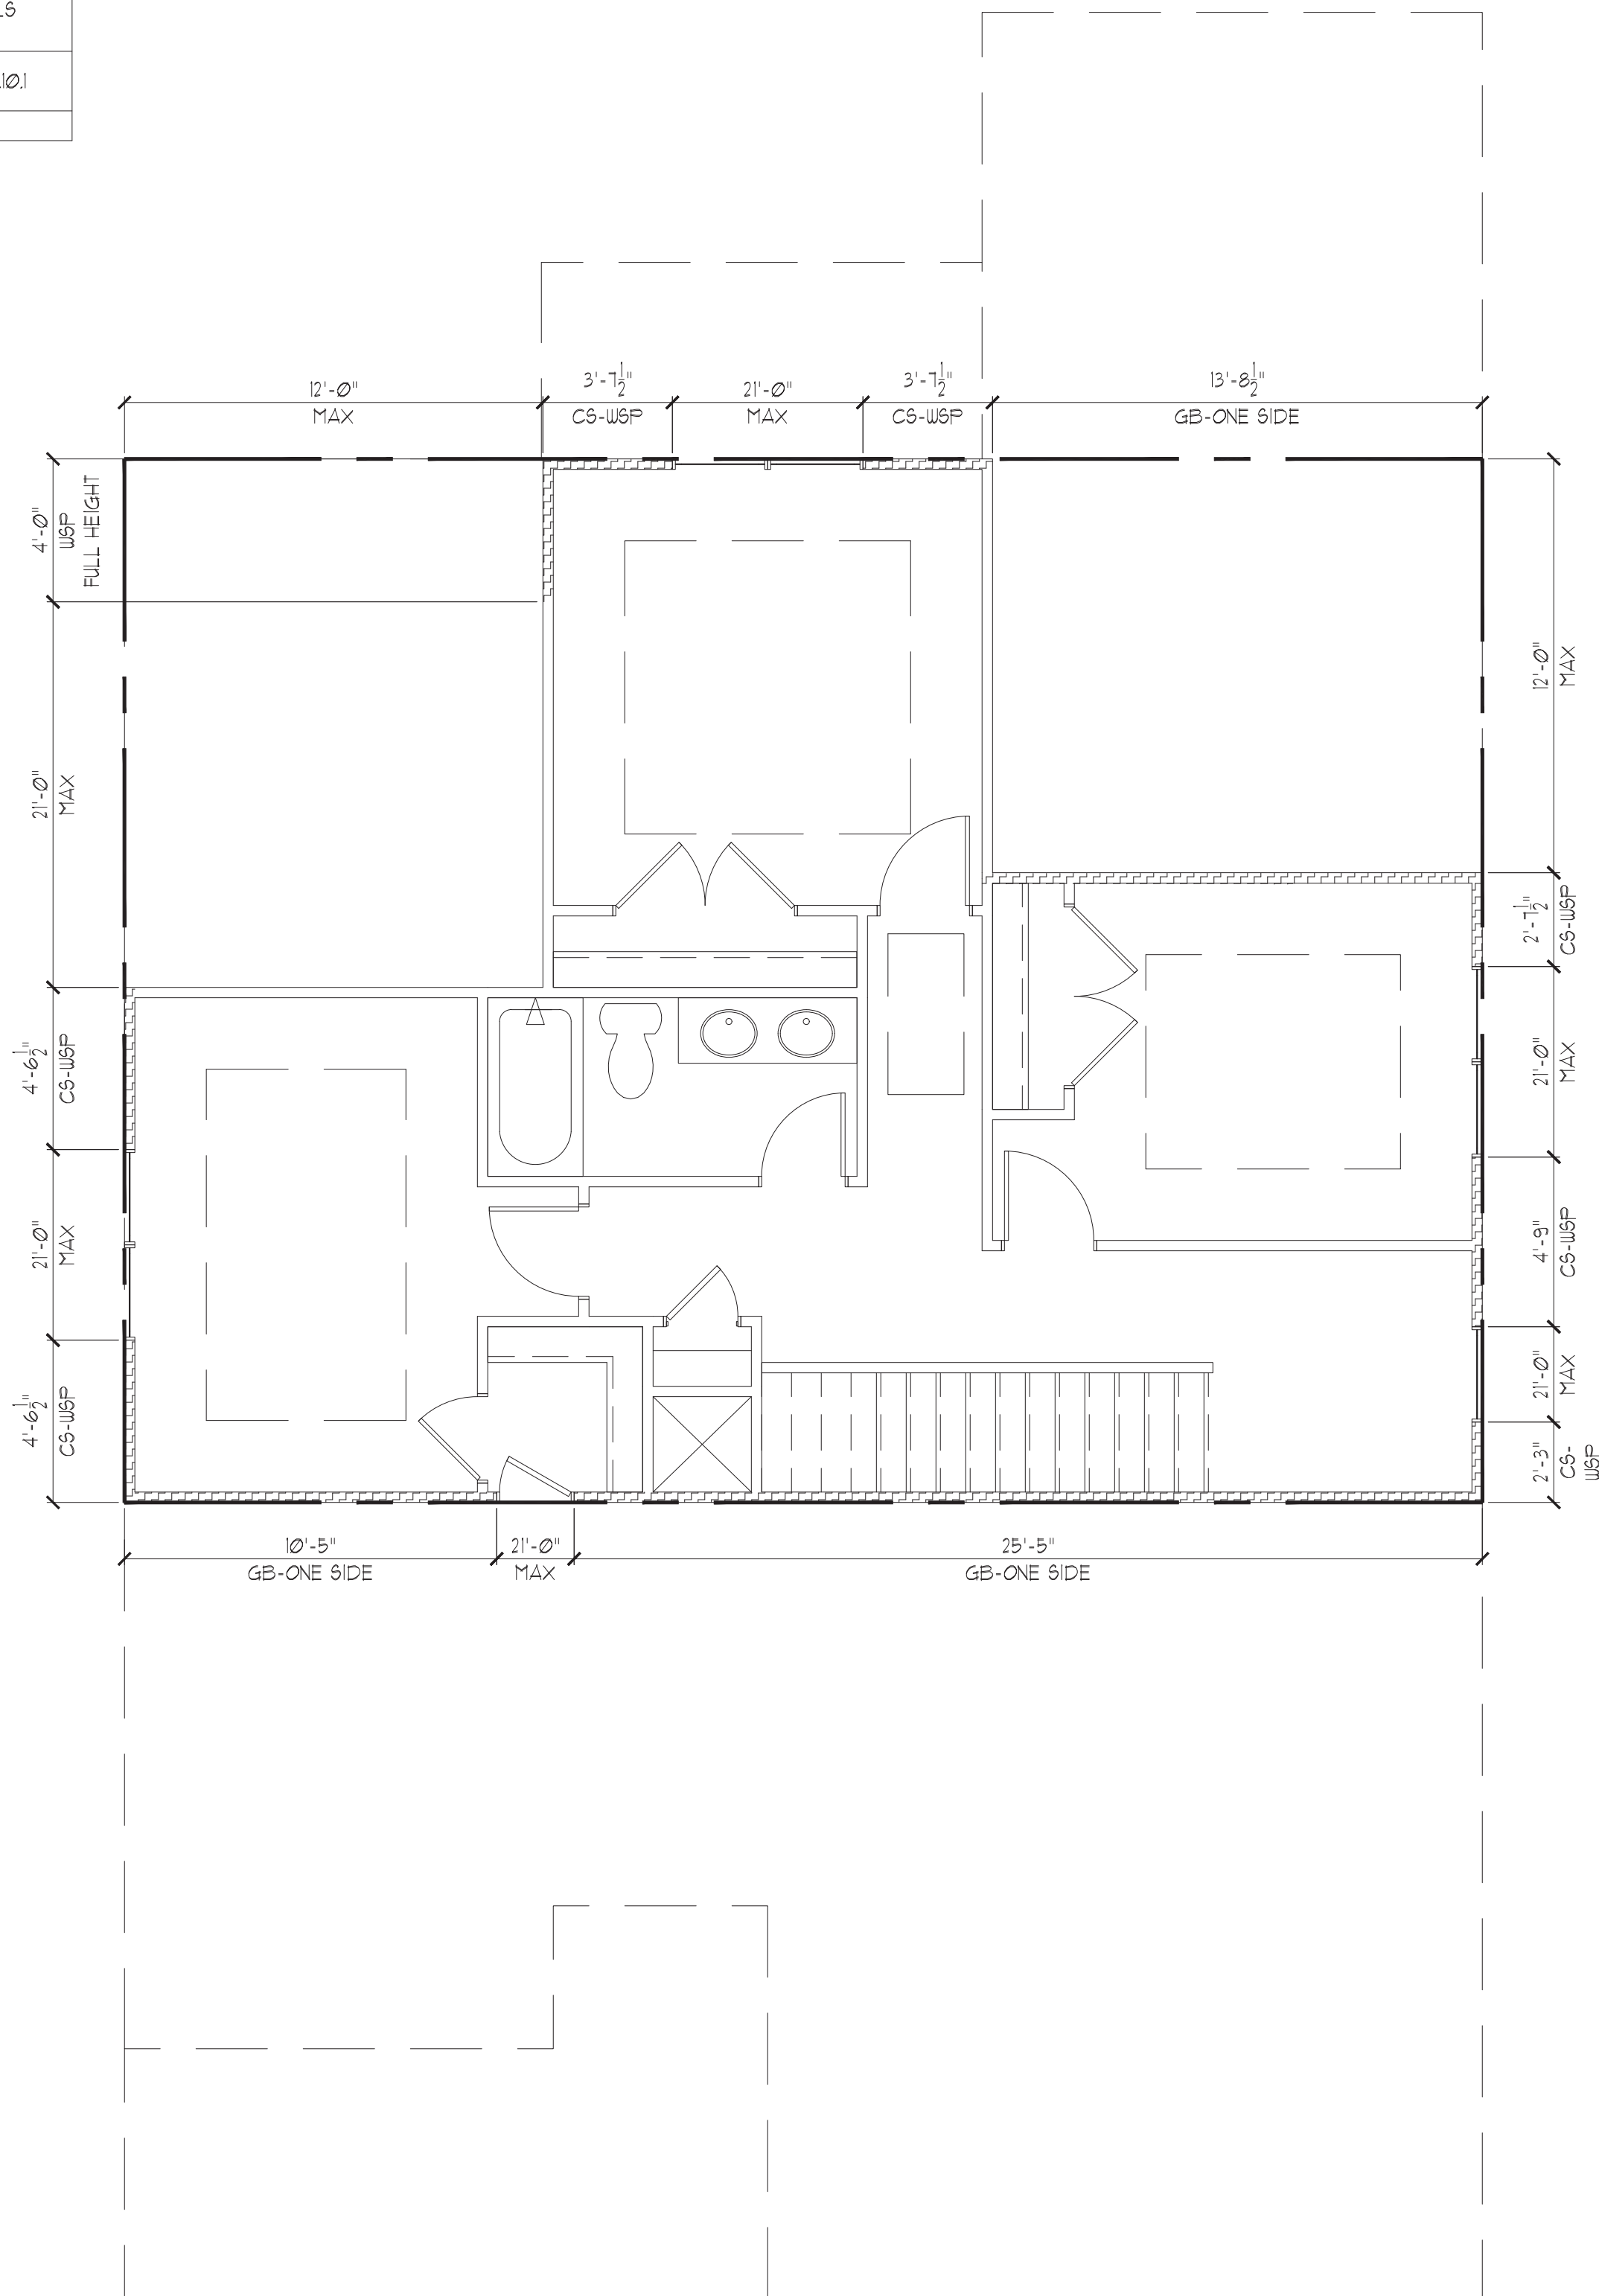 LS
10.1
12'-0"
MAX
3'-7 1/2"
CS-WSP
21'-0"
MAX
3'-7 1/2"
CS-WSP
13'-8 1/2"
GB-ONE SIDE
4'-0"
WSP
FULL HEIGHT
21'-0"
MAX
4'-6 1/2"
CS-WSP
21'-0"
MAX
4'-6 1/2"
CS-WSP
12'-0"
MAX
2'-7 1/2"
CS-WSP
21'-0"
MAX
4'-9"
CS-WSP
21'-0"
MAX
2'-3"
CS-
WSP
10'-5"
GB-ONE SIDE
21'-0"
MAX
25'-5"
GB-ONE SIDE